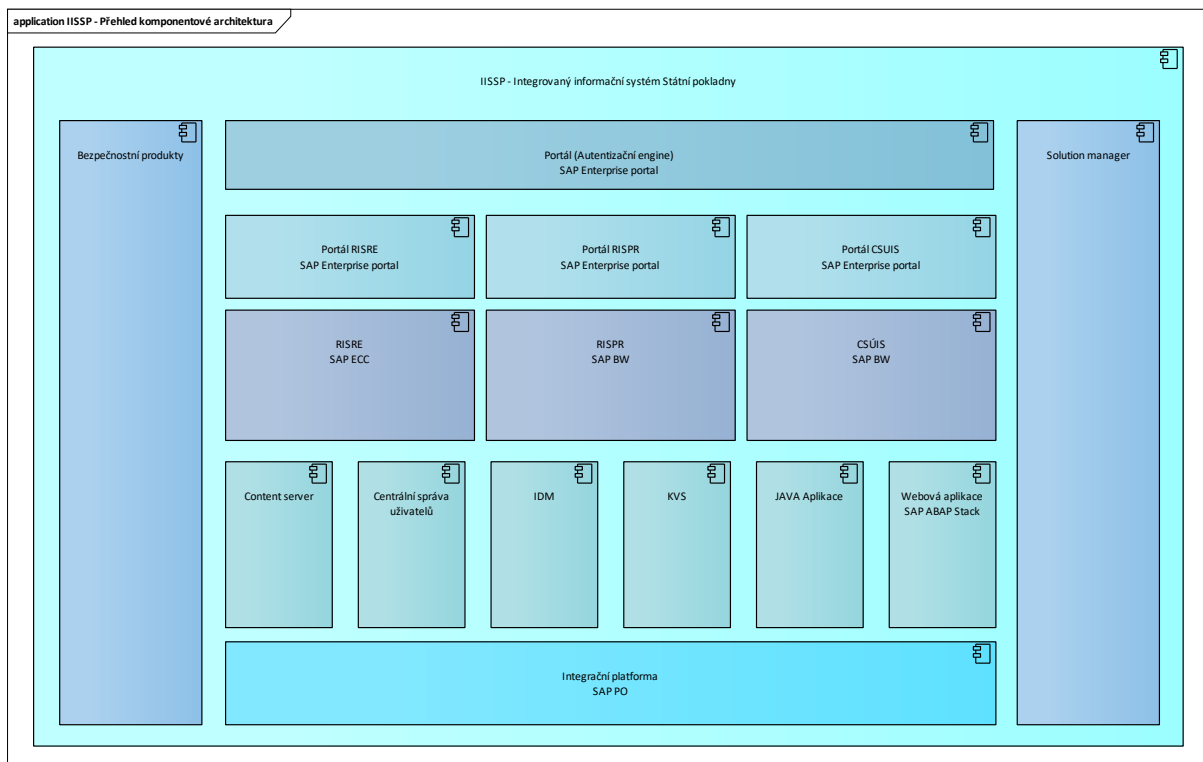 application IISSP - Přehled komponentové architektura
IISSP - Integrovaný informační systém Státní pokladny
Bezpečnostní produkty
Portál (Autentizační engine)
SAP Enterprise portal
Solution manager
Portál RISRE
SAP Enterprise portal
Portál RISPR
SAP Enterprise portal
Portál CSUIS
SAP Enterprise portal
RISRE
SAP ECC
RISPR
SAP BW
CSÚIS
SAP BW
Content server
Centrální správa
uživatelů
IDM
KVS
JAVA Aplikace
Webová aplikace
SAP ABAP Stack
Integrační platforma
SAP PO